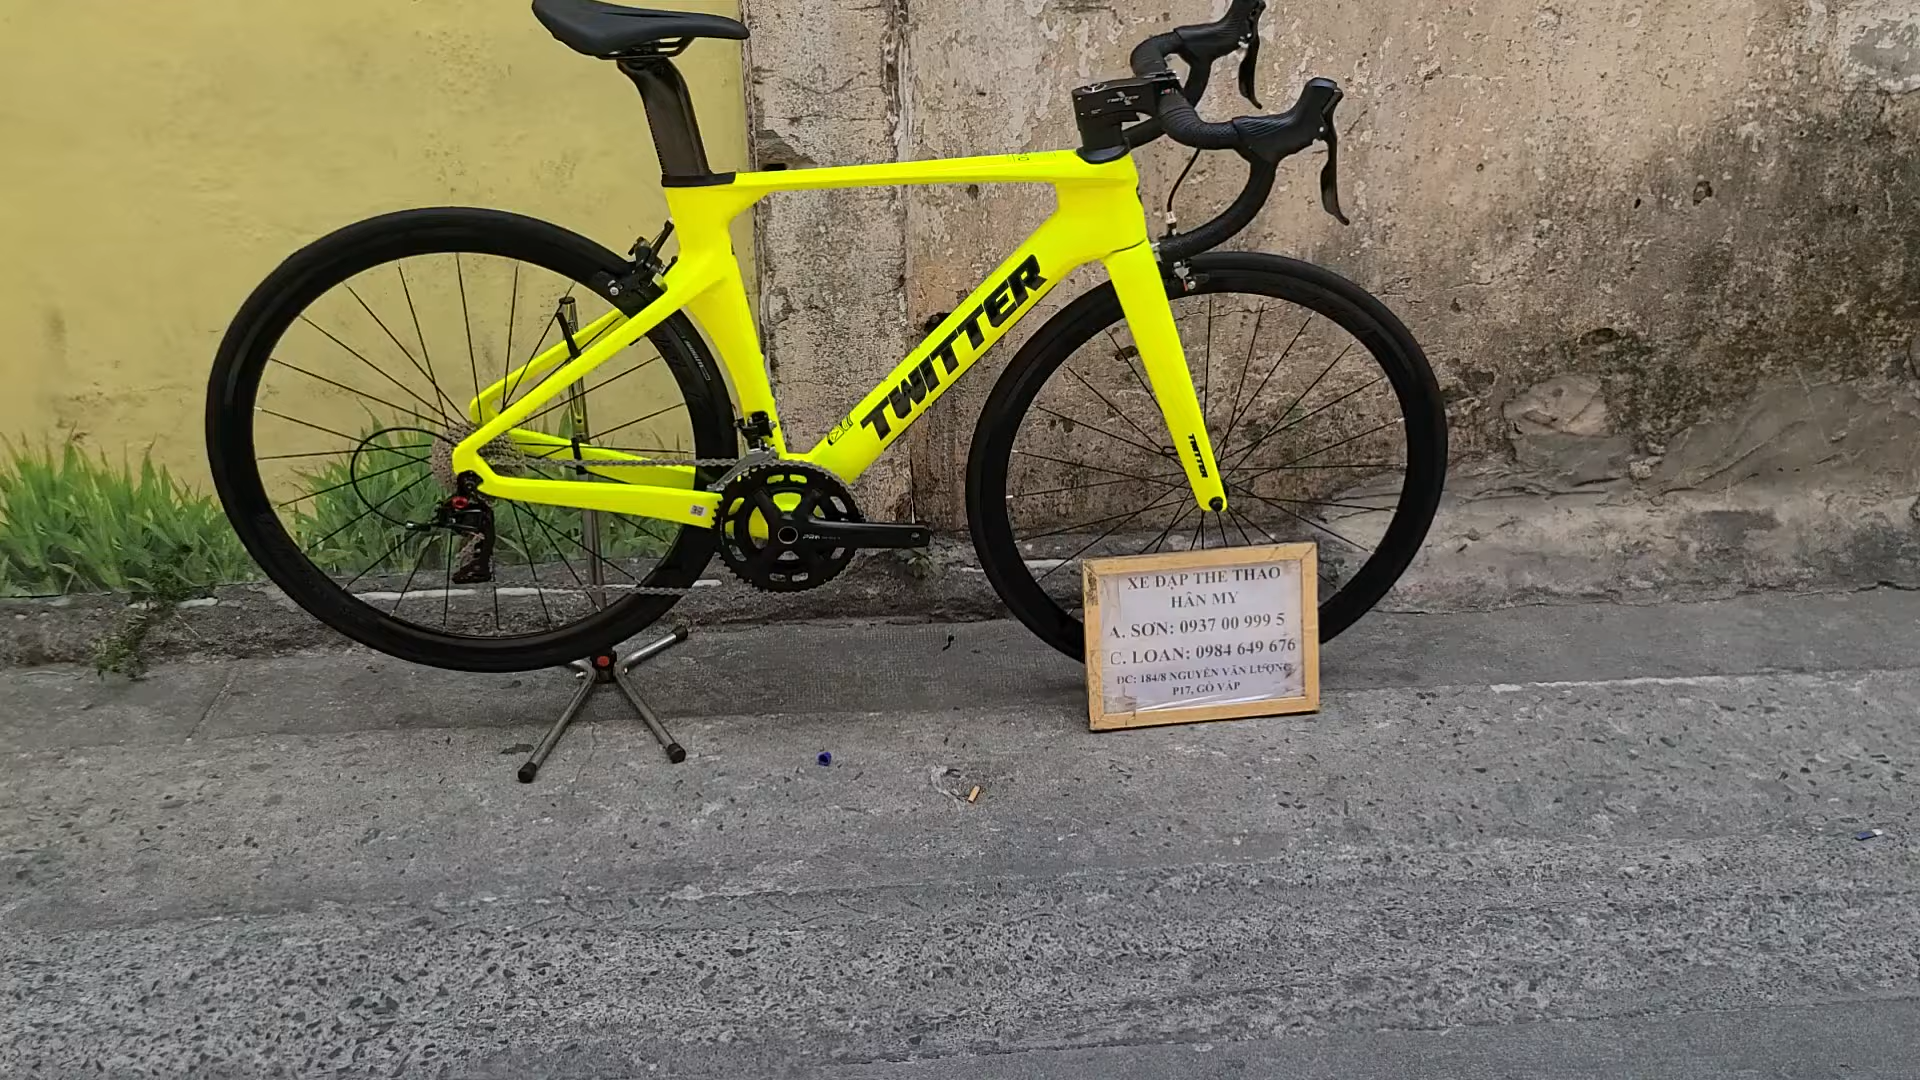 TWITTER
TWITTER
XE ĐẠP THE THAO
HÂN MY
A. SƠN: 0937 00 999 5
C. LOAN: 0984 649 676
ĐC: 184/8 NGUYỄN VĂN LƯỢNG
P17, GÒ VẤP